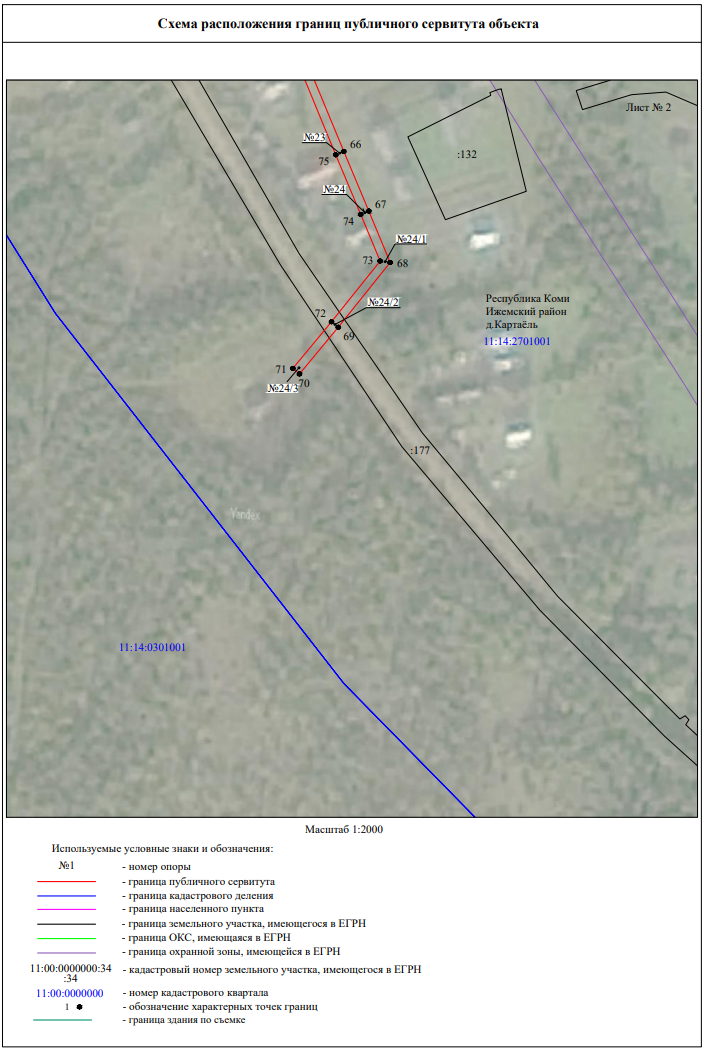 Схема расположения границ публичного сервитута объекта
Лист № 2
№23
66
75
:132
№24
67
74
№24/1
73
68
Республика Коми
Ижемский район
д.Картаёль
11:14:2701001
№24/2
72
69
71
70
№24/3
:177
Yandex
11:14:0301001
Масштаб 1:2000
Используемые условные знаки и обозначения:
№1 - номер опоры
- граница публичного сервитута
- граница кадастрового деления
- граница населенного пункта
- граница земельного участка, имеющегося в ЕГРН
- граница ОКС, имеющаяся в ЕГРН
- граница охранной зоны, имеющейся в ЕГРН
11:00:0000000:34
:34
- кадастровый номер земельного участка, имеющегося в ЕГРН
11:00:0000000 - номер кадастрового квартала
1 - обозначение характерных точек границ
- граница здания по съемке